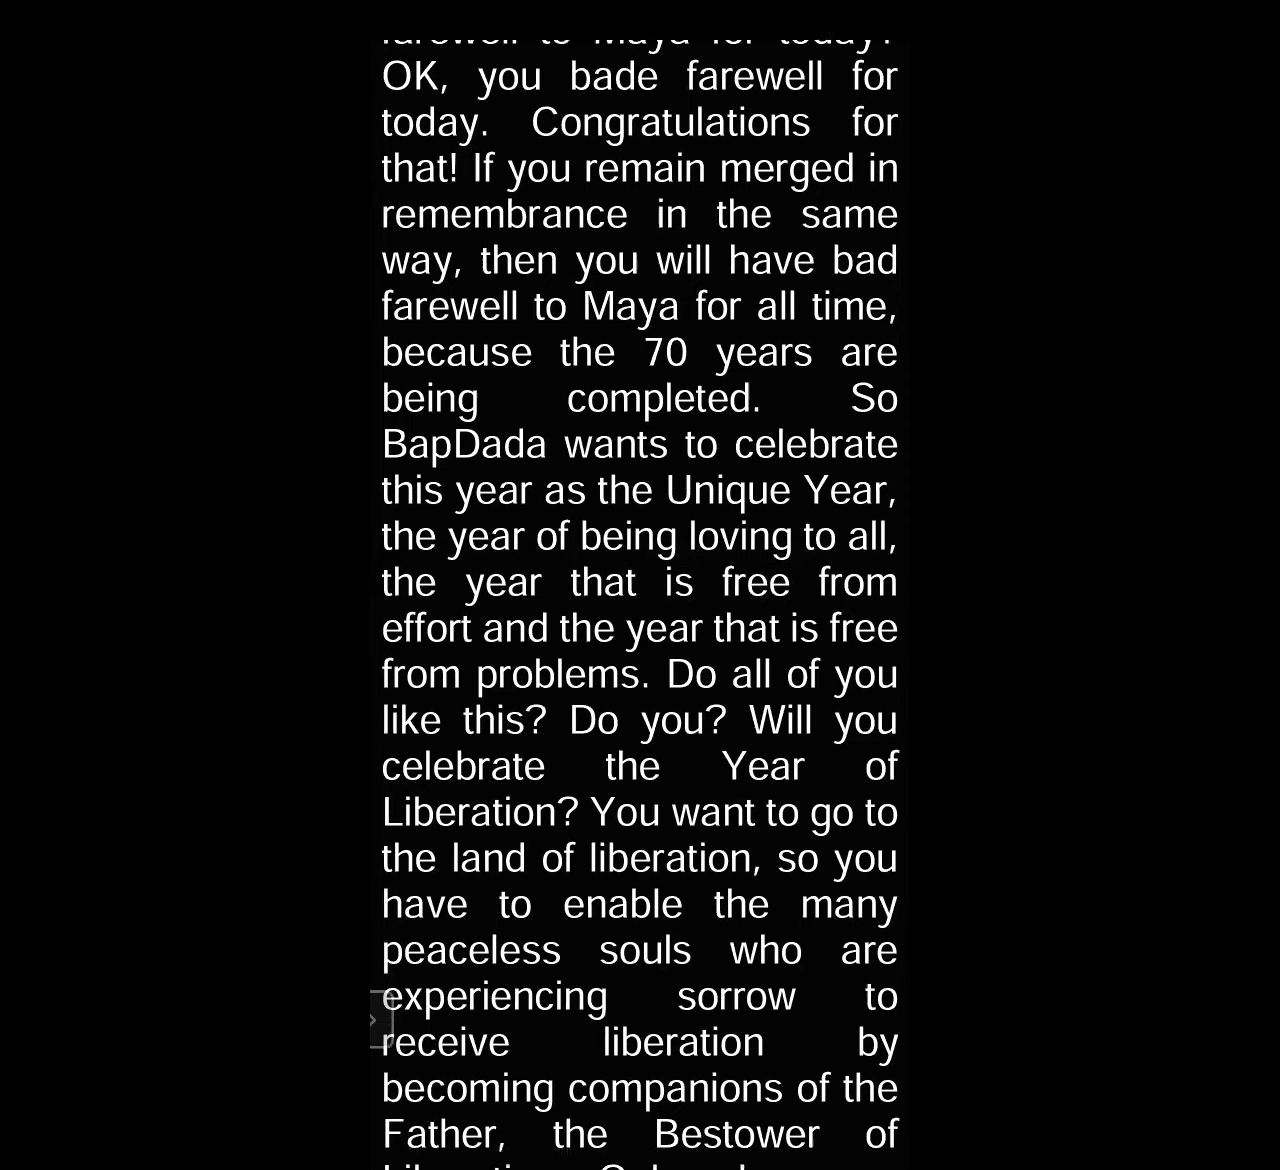 farewell to Maya for today?
OK, you bade farewell for
today. Congratulations for
that! If you remain merged in
remembrance in the same
way, then you will have bad
farewell to Maya for all time,
because the 70 years are
being completed. So
BapDada wants to celebrate
this year as the Unique Year,
the year of being loving to all,
the year that is free from
effort and the year that is free
from problems. Do all of you
like this? Do you? Will you
celebrate the Year of
Liberation? You want to go to
the land of liberation, so you
have to enable the many
peaceless souls who are
experiencing sorrow to
receive liberation by
becoming companions of the
Father, the Bestower of